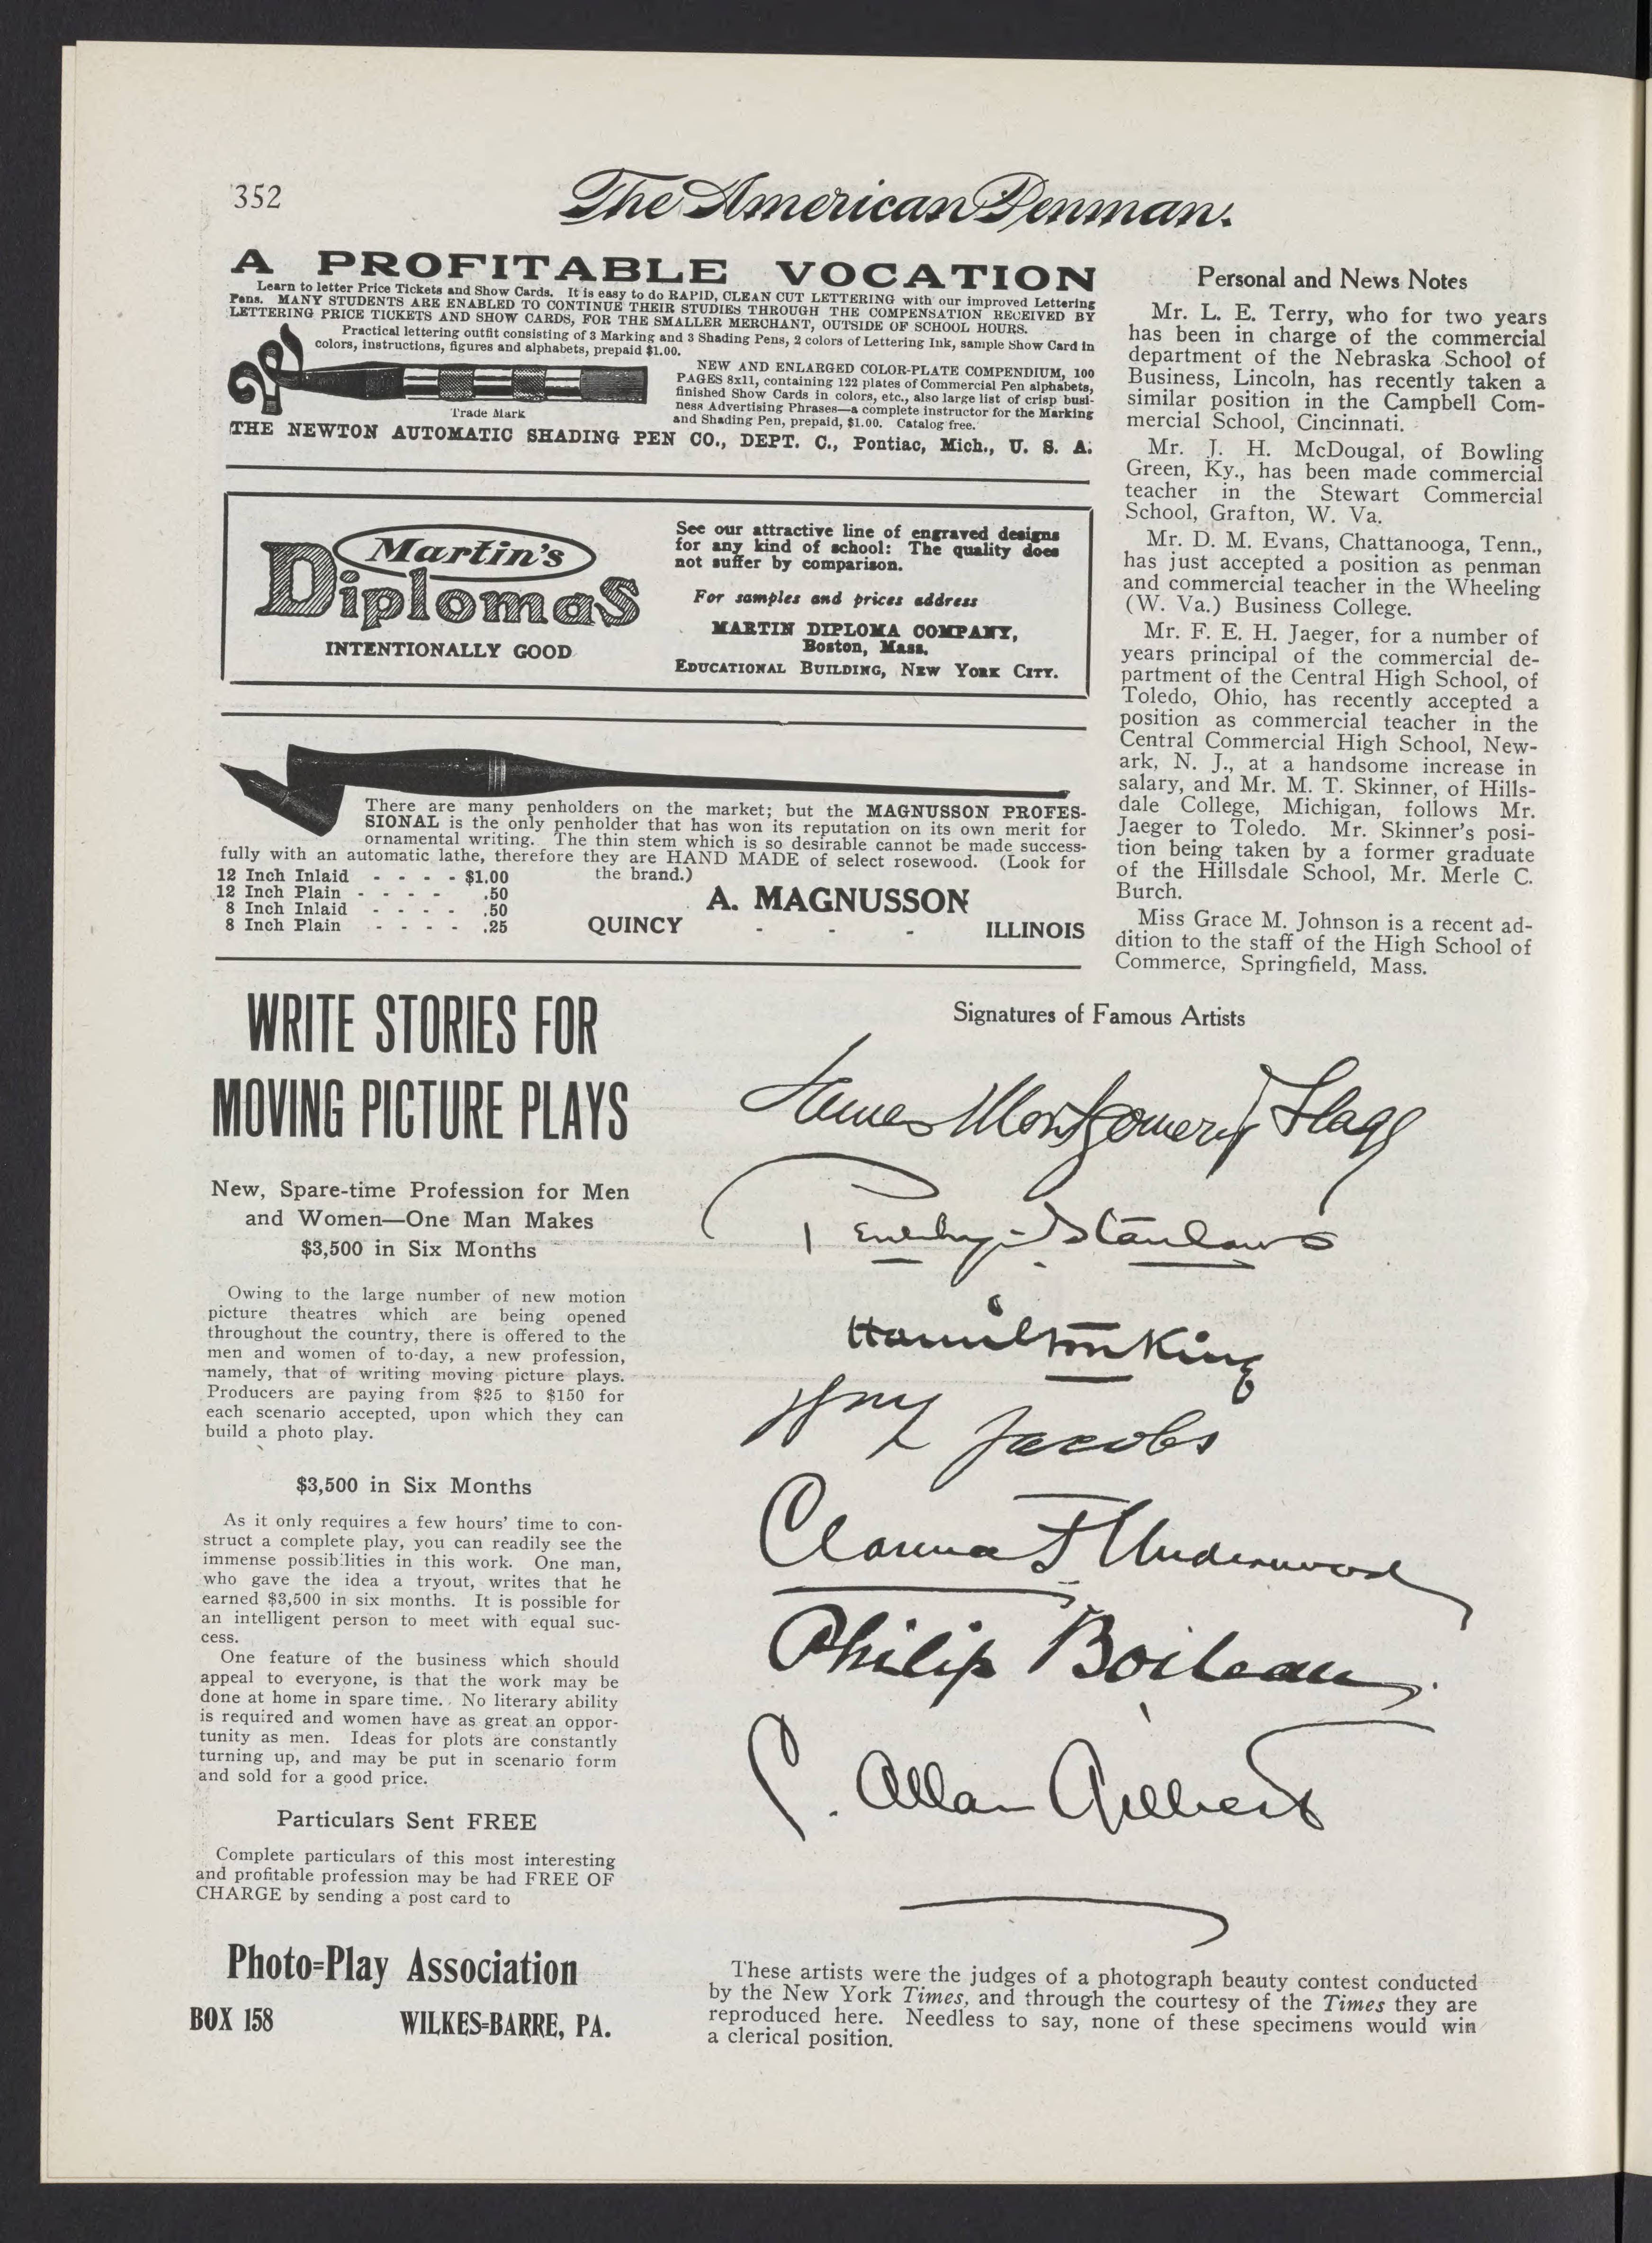 352
The American Penman.
A PROFITABLE VOCATION
Learn to letter Price Tickets and Show Cards. It is easy to do RAPID, CLEAN CUT LETTERING with our improved Lettering
Pens. MANY STUDENTS ARE ENABLED TO CONTINUE THEIR STUDIES THROUGH THE COMPENSATION RECEIVED BY
LETTERING PRICE TICKETS AND SHOW CARDS, FOR THE SMALLER MERCHANT, OUTSIDE OF SCHOOL HOURS.
Practical lettering outfit consisting of 3 Marking and 3 Shading Pens, 2 colors of Lettering Ink, sample Show Card in
colors, instructions, figures and alphabets, prepaid $1.00.
NEW AND ENLARGED COLOR-PLATE COMPENDIUM, 100
PAGES 8x11, containing 122 plates of Commercial Pen alphabets,
finished Show Cards in colors, etc., also large list of crisp busi-
ness Advertising Phrases—a complete instructor for the Marking
and Shading Pen, prepaid, $1.00. Catalog free.
Trade Mark
THE NEWTON AUTOMATIC SHADING PEN CO., DEPT. C., Pontiac, Mich., U. S. A.
Martin's
Diplomas
INTENTIONALLY GOOD
See our attractive line of engraved designs
for any kind of school: The quality does
not suffer by comparison.
For samples and prices address
MARTIN DIPLOMA COMPANY,
Boston, Mass.
EDUCATIONAL BUILDING, NEW YORK CITY.
There are many penholders on the market; but the MAGNUSSON PROFES-
SIONAL is the only penholder that has won its reputation on its own merit for
ornamental writing. The thin stem which is so desirable cannot be made success-
fully with an automatic lathe, therefore they are HAND MADE of select rosewood. (Look for
the brand.)
12 Inch Inlaid - - - - $1.00
12 Inch Plain - - - - .50
8 Inch Inlaid - - - - .50
8 Inch Plain - - - - .25
A. MAGNUSSON
QUINCY - - - ILLINOIS
Personal and News Notes
Mr. L. E. Terry, who for two years
has been in charge of the commercial
department of the Nebraska School of
Business, Lincoln, has recently taken a
similar position in the Campbell Com-
mercial School, Cincinnati.
Mr. J. H. McDougal, of Bowling
Green, Ky., has been made commercial
teacher in the Stewart Commercial
School, Grafton, W. Va.
Mr. D. M. Evans, Chattanooga, Tenn.,
has just accepted a position as penman
and commercial teacher in the Wheeling
(W. Va.) Business College.
Mr. F. E. H. Jaeger, for a number of
years principal of the commercial de-
partment of the Central High School, of
Toledo, Ohio, has recently accepted a
position as commercial teacher in the
Central Commercial High School, New-
ark, N. J., at a handsome increase in
salary, and Mr. M. T. Skinner, of Hills-
dale College, Michigan, follows Mr.
Jaeger to Toledo. Mr. Skinner's posi-
tion being taken by a former graduate
of the Hillsdale School, Mr. Merle C.
Burch.
Miss Grace M. Johnson is a recent ad-
dition to the staff of the High School of
Commerce, Springfield, Mass.
WRITE STORIES FOR
MOVING PICTURE PLAYS
New, Spare-time Profession for Men
and Women—One Man Makes
$3,500 in Six Months
Owing to the large number of new motion
picture theatres which are being opened
throughout the country, there is offered to the
men and women of to-day, a new profession,
namely, that of writing moving picture plays.
Producers are paying from $25 to $150 for
each scenario accepted, upon which they can
build a photo play.
$3,500 in Six Months
As it only requires a few hours' time to con-
struct a complete play, you can readily see the
immense possibilities in this work. One man,
who gave the idea a tryout, writes that he
earned $3,500 in six months. It is possible for
an intelligent person to meet with equal suc-
cess.
One feature of the business which should
appeal to everyone, is that the work may be
done at home in spare time. No literary ability
is required and women have as great an oppor-
tunity as men. Ideas for plots are constantly
turning up, and may be put in scenario form
and sold for a good price.
Particulars Sent FREE
Complete particulars of this most interesting
and profitable profession may be had FREE OF
CHARGE by sending a post card to
Photo=Play Association
BOX 158 WILKES=BARRE, PA.
Signatures of Famous Artists
James Montgomery Flagg
Penrhyn Stanlaws
Hamilton King
Jacobs
Clarence F Underwood
Philip Boileau
C. Allan Gilbert
These artists were the judges of a photograph beauty contest conducted
by the New York Times, and through the courtesy of the Times they are
reproduced here. Needless to say, none of these specimens would win
a clerical position.